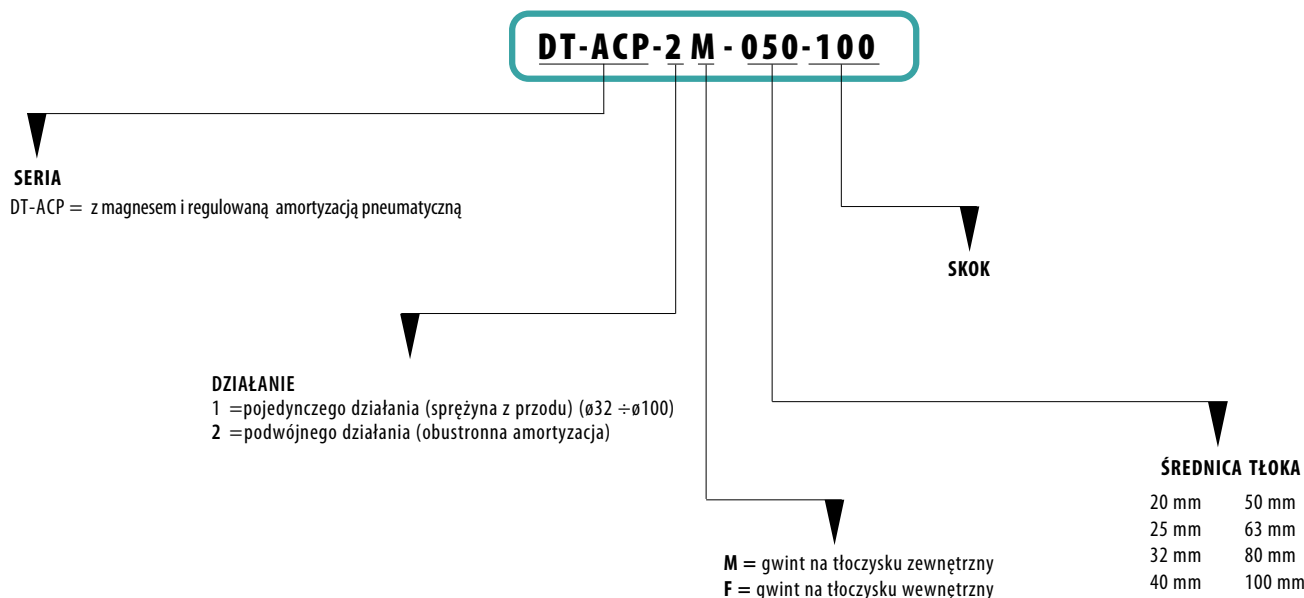 DT-ACP-2 M - 050-100
SERIA
DT-ACP = z magnesem i regulowaną amortyzacją pneumatyczną
SKOK
DZIAŁANIE
1 =pojedynczego działania (sprężyna z przodu) (ø32 ÷ø100)
2 =podwójnego działania (obustronna amortyzacja)
ŚREDNICA TŁOKA
20 mm 50 mm
25 mm 63 mm
32 mm 80 mm
40 mm 100 mm
M = gwint na tłoczysku zewnętrzny
F = gwint na tłoczysku wewnętrzny